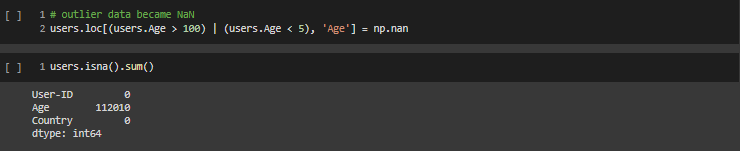 [ ] 1 # outlier data became NaN
2 users.loc[(users.Age > 100) | (users.Age < 5), 'Age'] = np.nan
[ ] 1 users.isna().sum()
User-ID 0
Age 112010
Country 0
dtype: int64